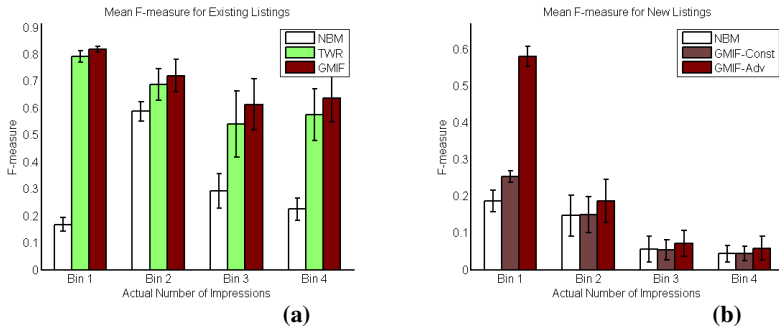 Mean F-measure for Existing Listings
0.9
0.8
0.7
0.6
0.5
0.4
0.3
0.2
0.1
0
F-measure
NBM
TWR
GMIF
Bin 1 Bin 2 Bin 3 Bin 4
Actual Number of Impressions
(a)
Mean F-measure for New Listings
0.6
0.5
0.4
0.3
0.2
0.1
0
F-measure
NBM
GMIF-Const
GMIF-Adv
Bin 1 Bin 2 Bin 3 Bin 4
Actual Number of Impressions
(b)